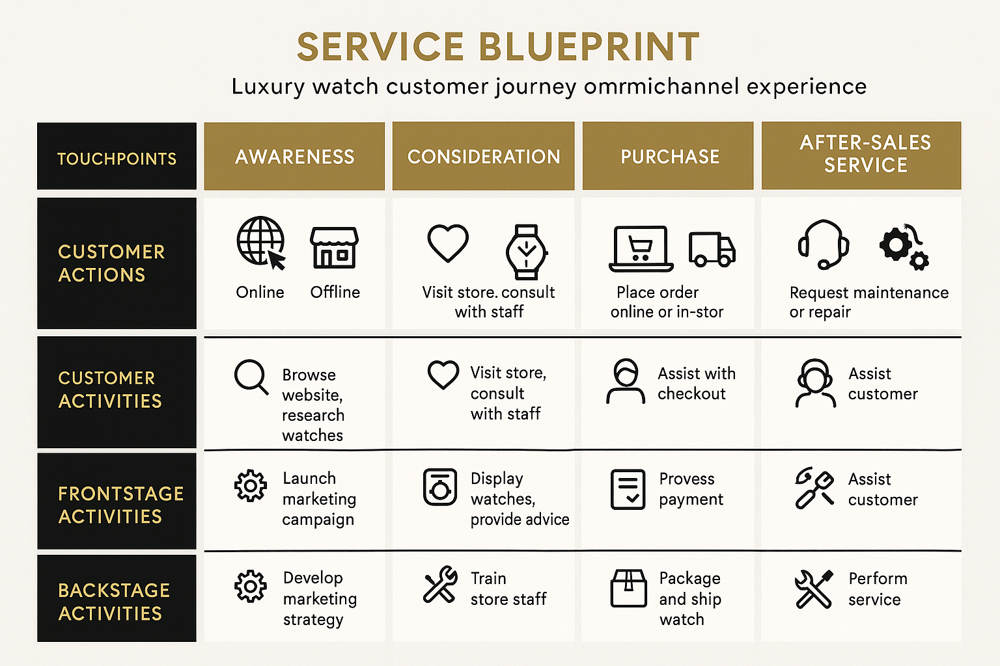 SERVICE BLUEPRINT
Luxury watch customer journey omrmichannel experience
TOUCHPOINTS
AWARENESS
CONSIDERATION
PURCHASE
AFTER-SALES
SERVICE
CUSTOMER
ACTIONS
Online
Offline
Visit store. consult
with staff
Place order
online or in-stor
Request maintenance
or repair
CUSTOMER
ACTIVITIES
Browse
website,
research
watches
Visit store,
consult
with staff
Assist with
checkout
Assist
customer
FRONTSTAGE
ACTIVITIES
Launch
marketing
campaign
Display
watches,
provide advice
Provess
payment
Assist
customer
BACKSTAGE
ACTIVITIES
Develop
marketing
strategy
Train
store staff
Package
and ship
watch
Perform
service